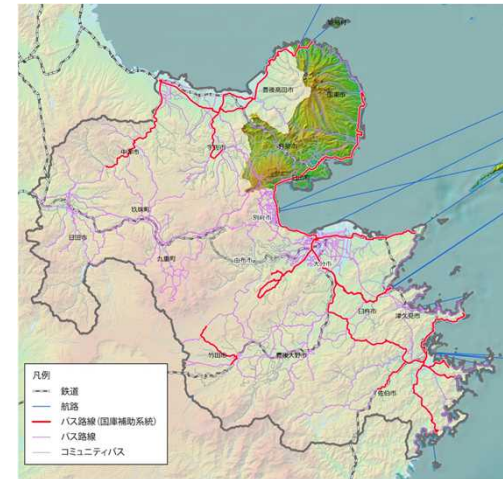 姫島村
豊後高田市
国東市
中津市
宇佐市
杵築市
日出町
別府市
玖珠町
日田市
九重町
由布市
大分市
臼杵市
津久見市
竹田市
豊後大野市
佐伯市
凡例
鉄道
航路
バス路線(国庫補助系統)
バス路線
コミュニティバス